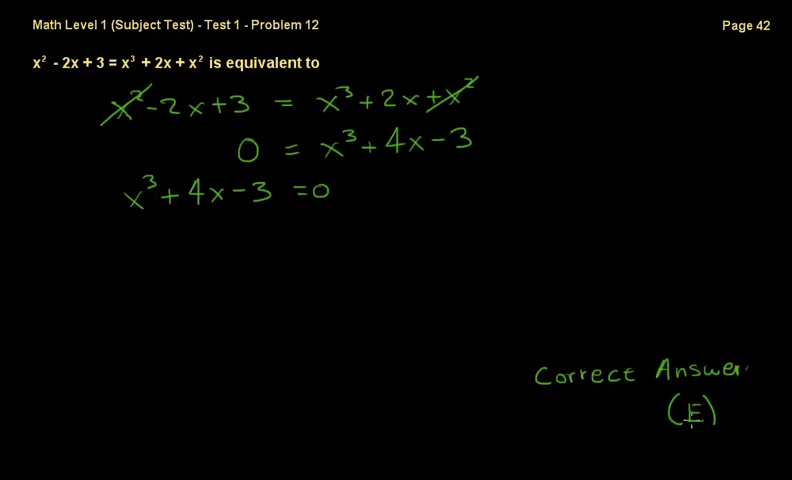 Math Level 1 (Subject Test) - Test 1 - Problem 12
Page 42
x² - 2x + 3 = x³ + 2x + x² is equivalent to
x² - 2x + 3 = x³ + 2x + x²
0 = x³ + 4x - 3
x³ + 4x - 3 = 0
Correct Answer
(E)